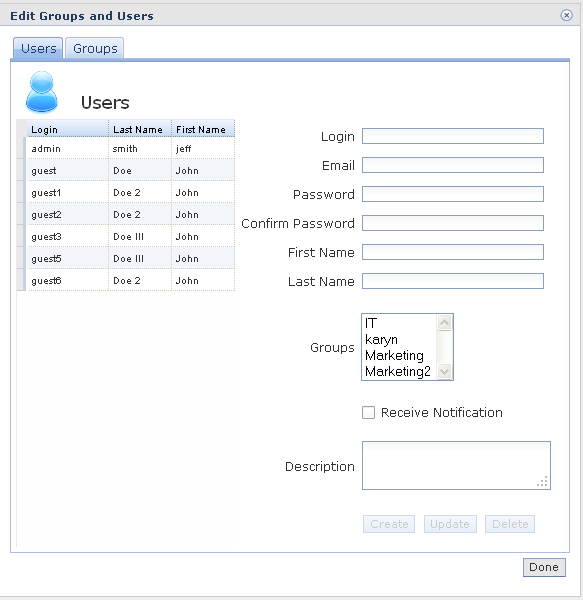 Edit Groups and Users
Users Groups
Users
Login Last Name First Name
admin smith jeff
guest Doe John
guest1 Doe 2 John
guest2 Doe 2 John
guest3 Doe III John
guest5 Doe III John
guest6 Doe 2 John
Login
Email
Password
Confirm Password
First Name
Last Name
Groups
IT
karyn
Marketing
Marketing2
Receive Notification
Description
Create Update Delete
Done